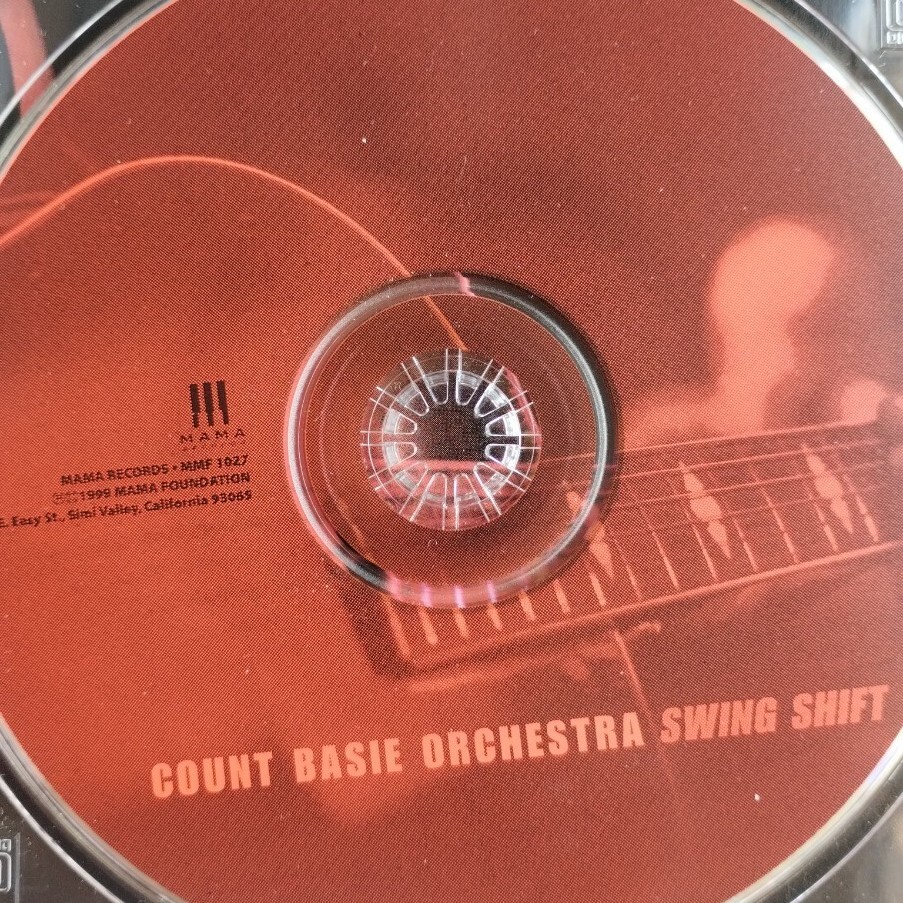 MAMA
MAMA RECORDS • MMF 1027
℗©1999 MAMA FOUNDATION
E. Easy St., Simi Valley, California 93065
COUNT BASIE ORCHESTRA SWING SHIFT